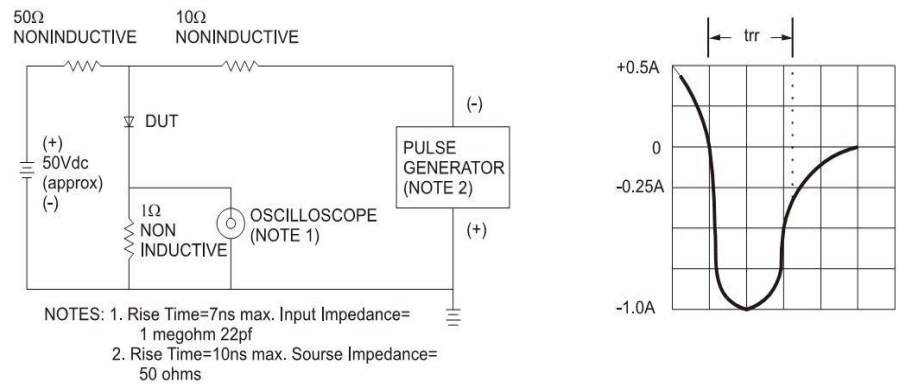 50Ω
NONINDUCTIVE
10Ω
NONINDUCTIVE
(+)
50Vdc
(approx)
(-)
DUT
1Ω
NON
INDUCTIVE
OSCILLOSCOPE
(NOTE 1)
(-)
PULSE
GENERATOR
(NOTE 2)
(+)
NOTES: 1. Rise Time=7ns max. Input Impedance=
1 megohm 22pf
2. Rise Time=10ns max. Sourse Impedance=
50 ohms
trr
+0.5A
0
-0.25A
-1.0A